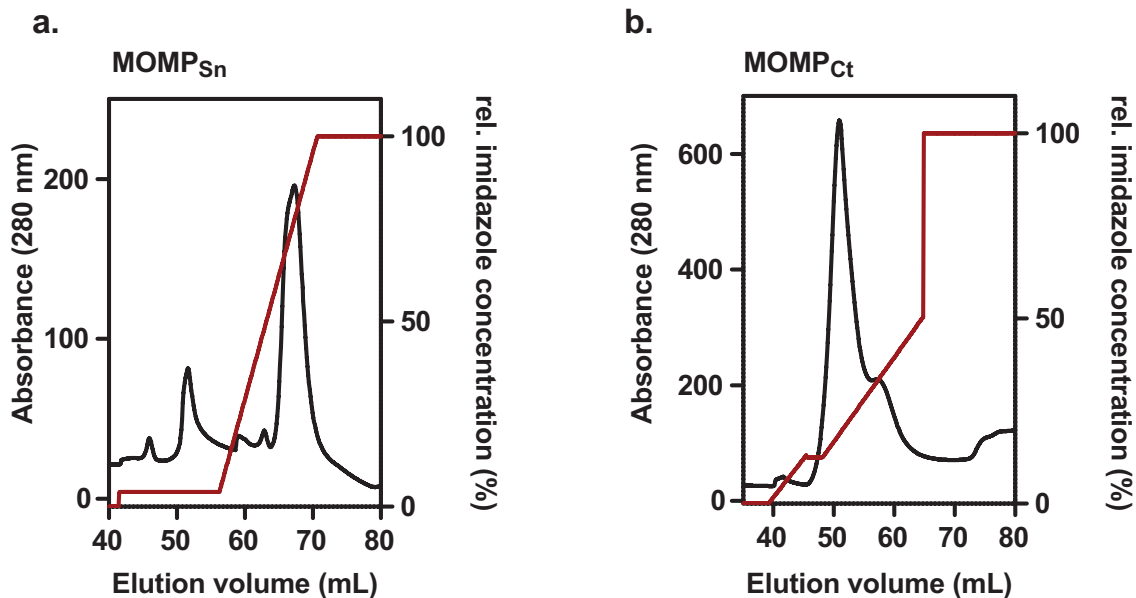 a.
MOMPSn
Absorbance (280 nm)
200
100
0
100
50
0
rel. imidazole concentration (%)
40 50 60 70 80
Elution volume (mL)
b.
MOMPCt
Absorbance (280 nm)
600
400
200
0
100
50
0
rel. imidazole concentration (%)
40 50 60 70 80
Elution volume (mL)